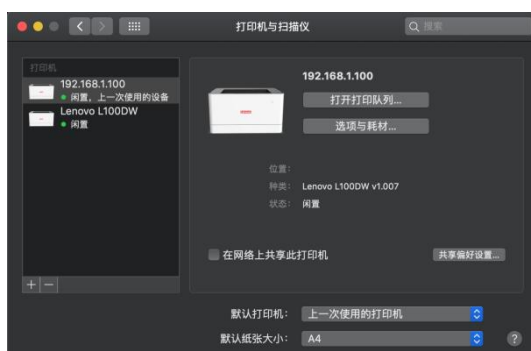 打印机与扫描仪
搜索
打印机
192.168.1.100
闲置，上一次使用的设备
Lenovo L100DW
闲置
192.168.1.100
打开打印队列...
选项与耗材...
位置：
种类： Lenovo L100DW v1.007
状态： 闲置
在网络上共享此打印机
共享偏好设置...
默认打印机： 上一次使用的打印机
默认纸张大小： A4
?